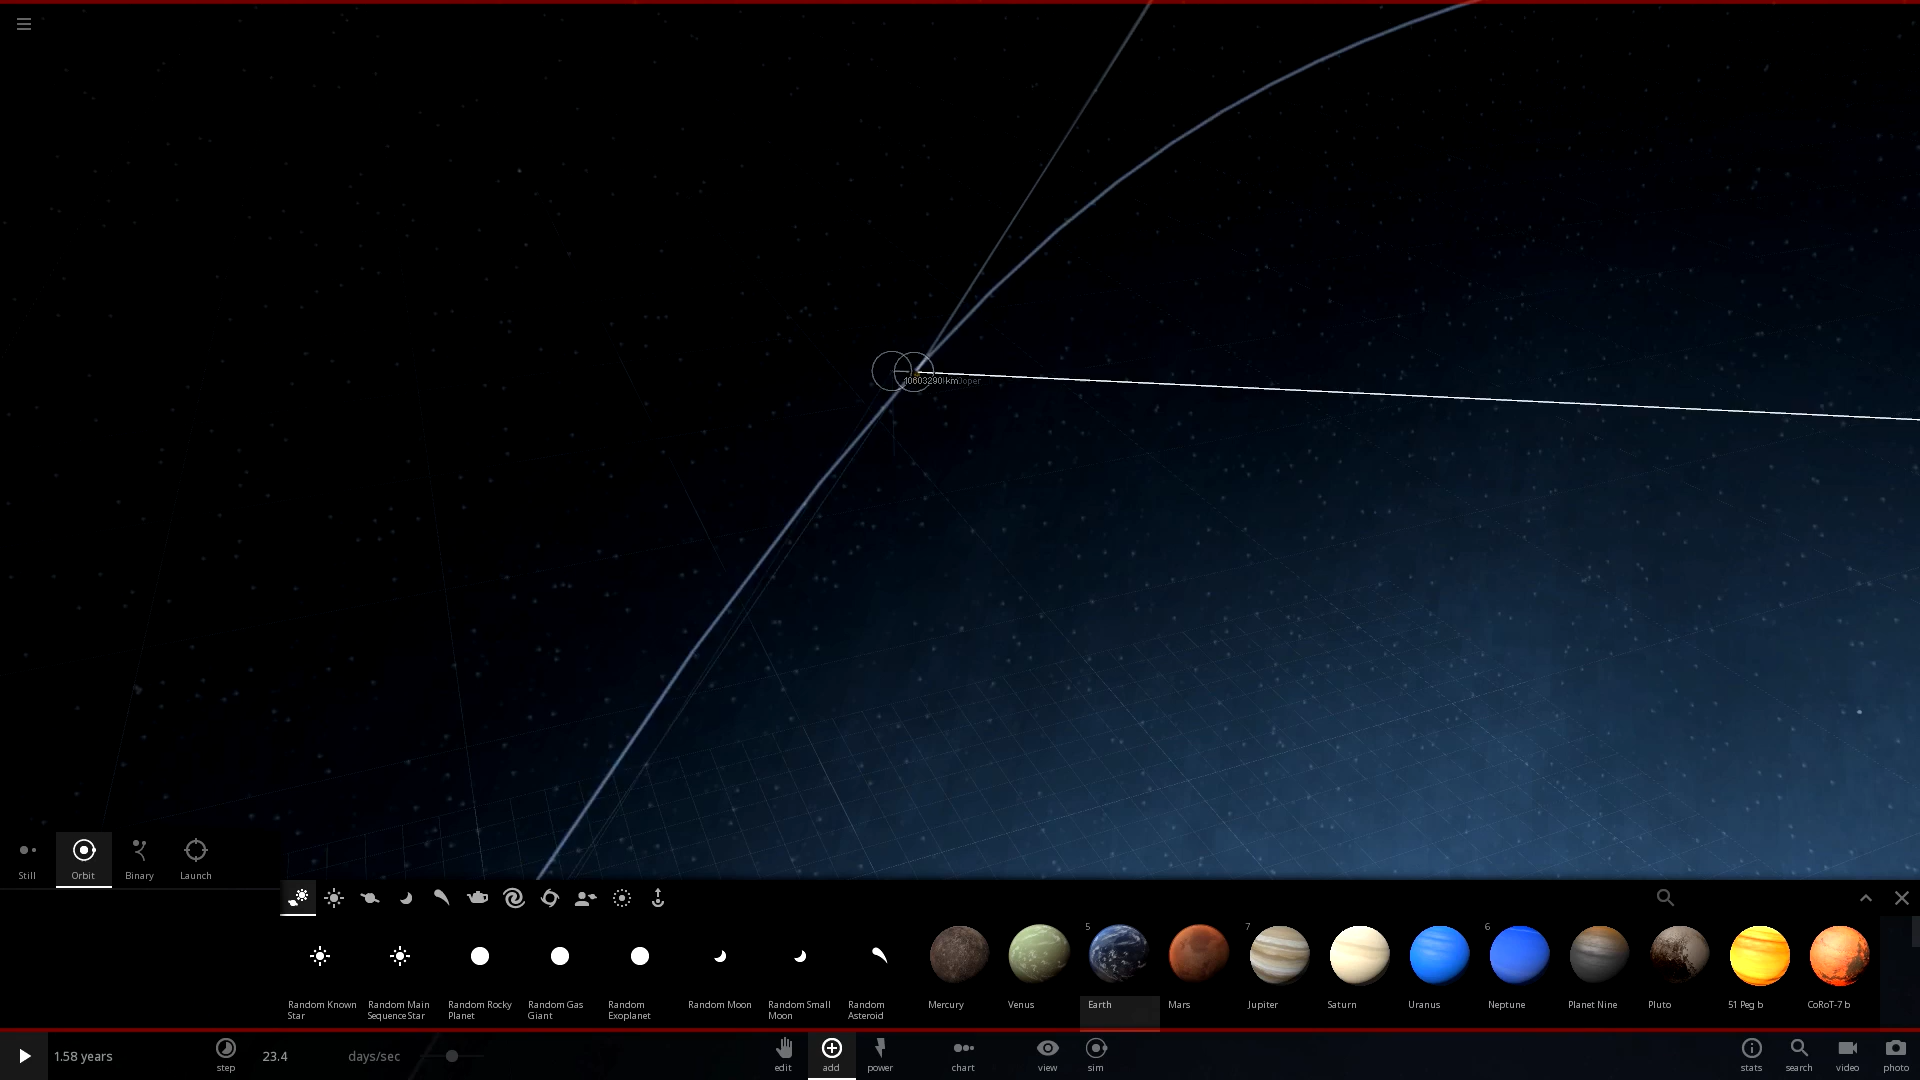 10603290 km
Still
Orbit
Binary
Launch
5
7
6
Random Known
Star
Random Main
Sequence Star
Random Rocky
Planet
Random Gas
Giant
Random
Exoplanet
Random Moon
Random Small
Moon
Random
Asteroid
Mercury
Venus
Earth
Mars
Jupiter
Saturn
Uranus
Neptune
Planet Nine
Pluto
51 Peg b
CoRoT-7 b
1.58 years
step
23.4
days/sec
edit
add
power
chart
view
sim
stats
search
video
photo